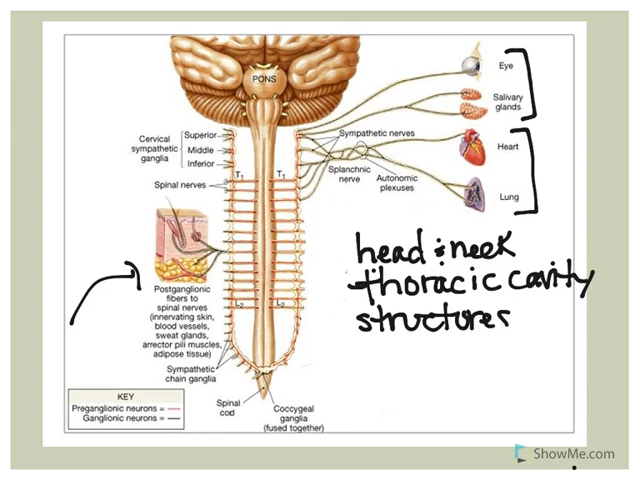 PONS
Eye
Salivary
glands
Heart
Lung
Cervical
sympathetic
ganglia
Superior
Middle
Inferior
Spinal nerves
T1
T1
Sympathetic nerves
Splanchnic
nerve
Autonomic
plexuses
head & neck
thoracic cavity
structures
Postganglionic
fibers to
spinal nerves
(innervating skin,
blood vessels,
sweat glands,
arrector pili muscles,
adipose tissue)
L2
L2
Sympathetic
chain ganglia
Spinal
cod
Coccygeal
ganglia
(fused together)
KEY
Preganglionic neurons =
Ganglionic neurons =
ShowMe.com